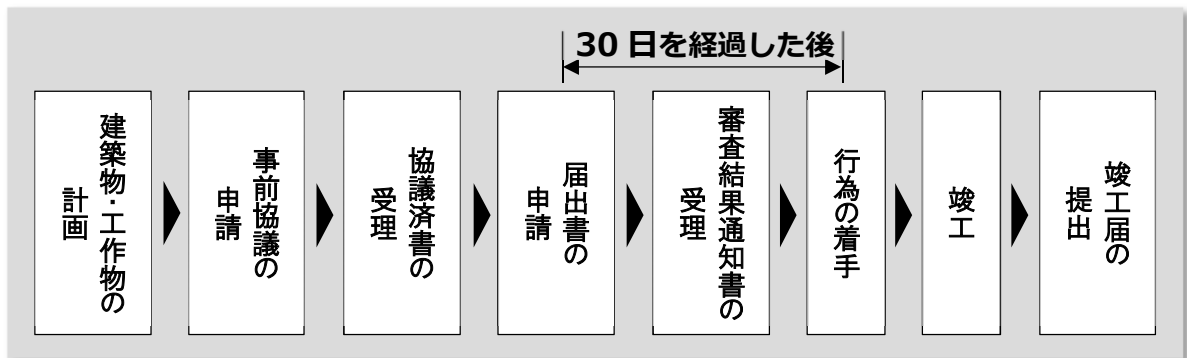 30 日を経過した後
建築物・工作物の
計画
事前協議の
申請
協議済書の
受理
届出書の
申請
審査結果通知書の
受理
行為の着手
竣工
竣工届の
提出